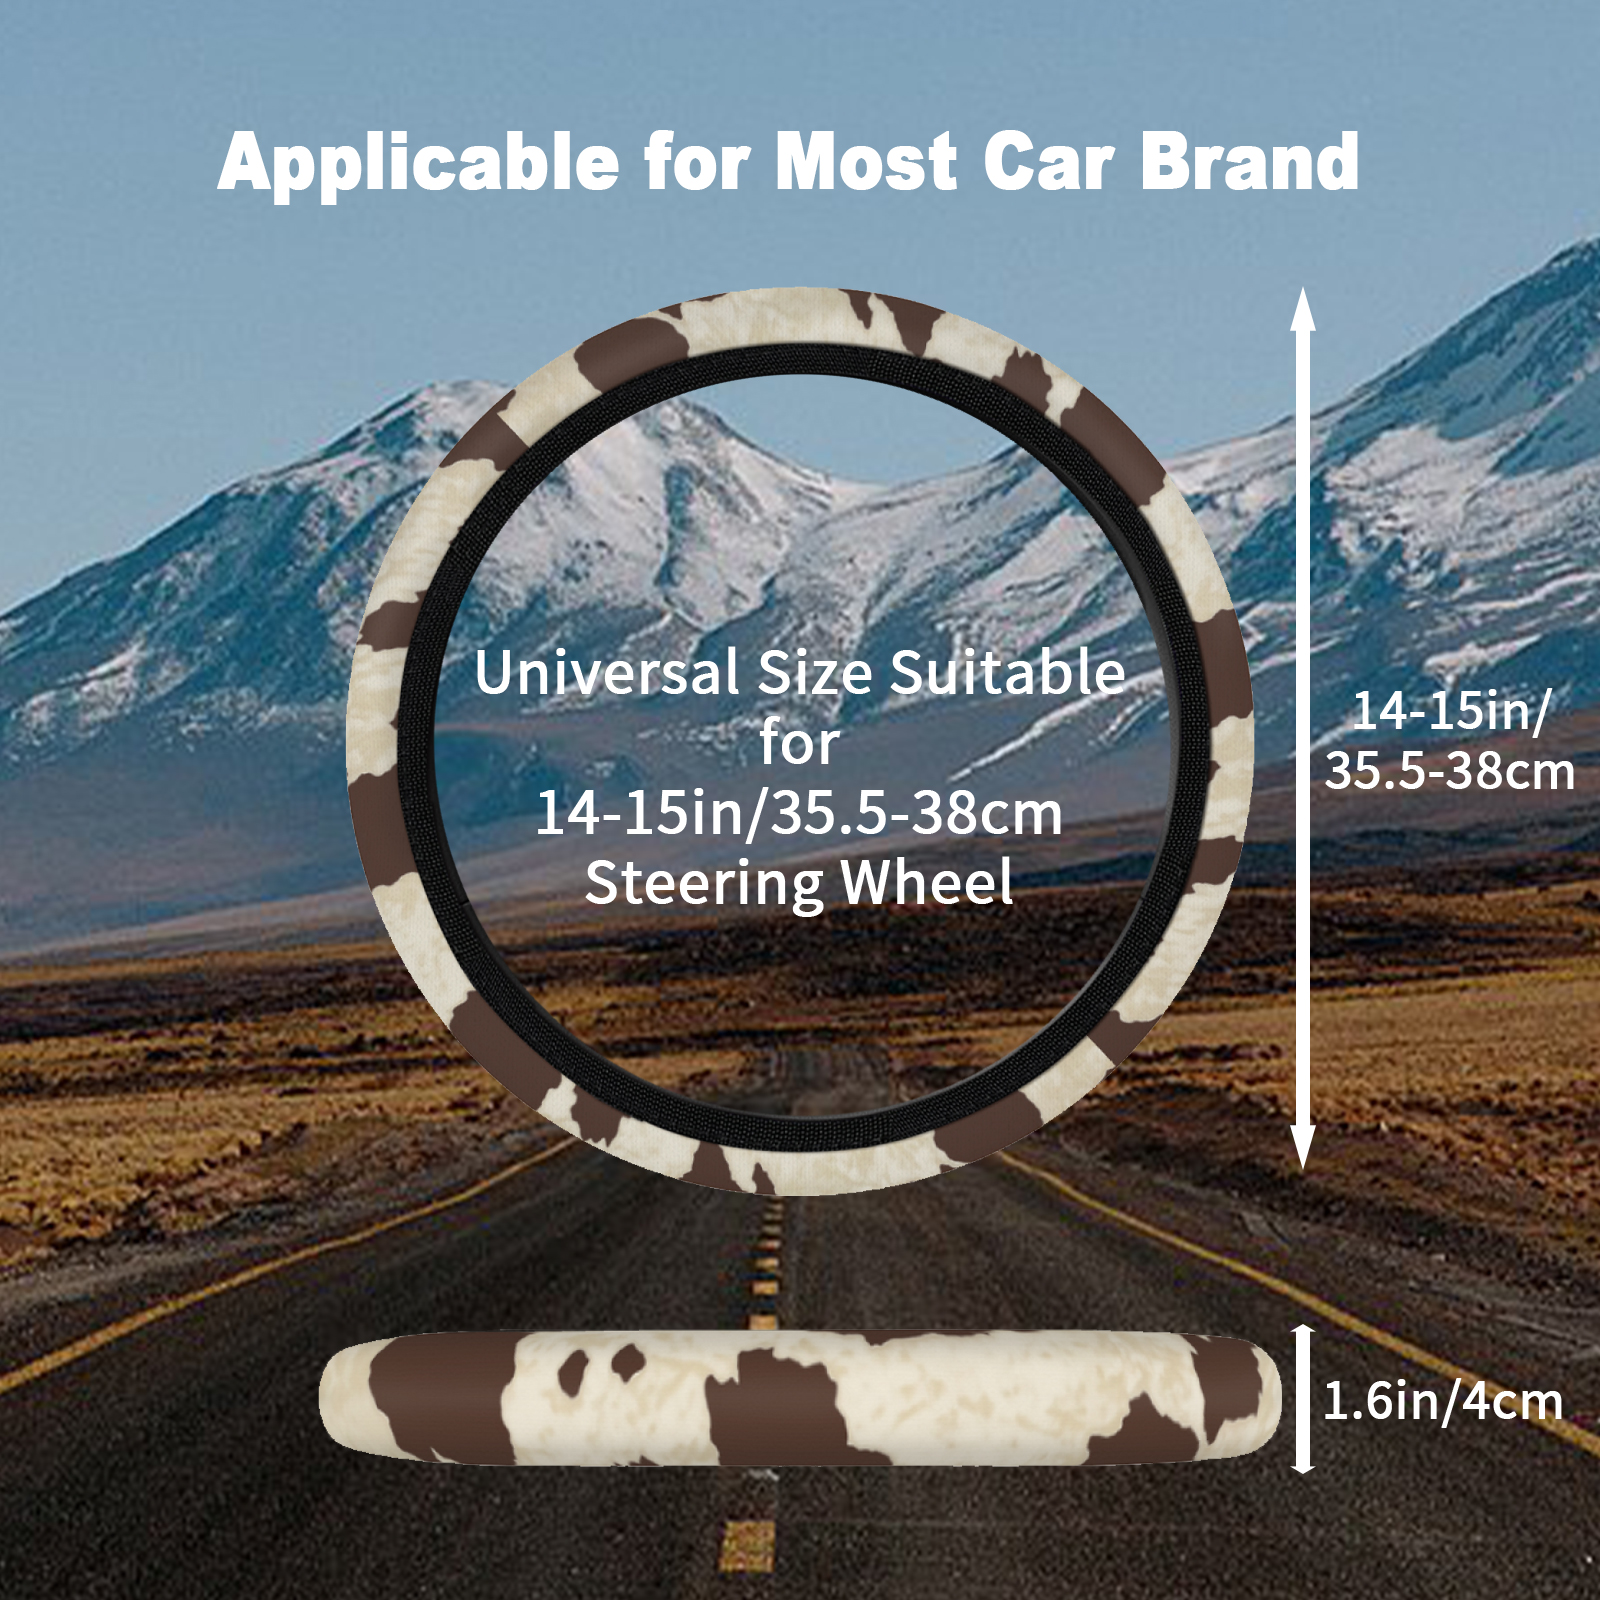 Applicable for Most Car Brand
Universal Size Suitable
for
14-15in/35.5-38cm
Steering Wheel
14-15in/
35.5-38cm
1.6in/4cm